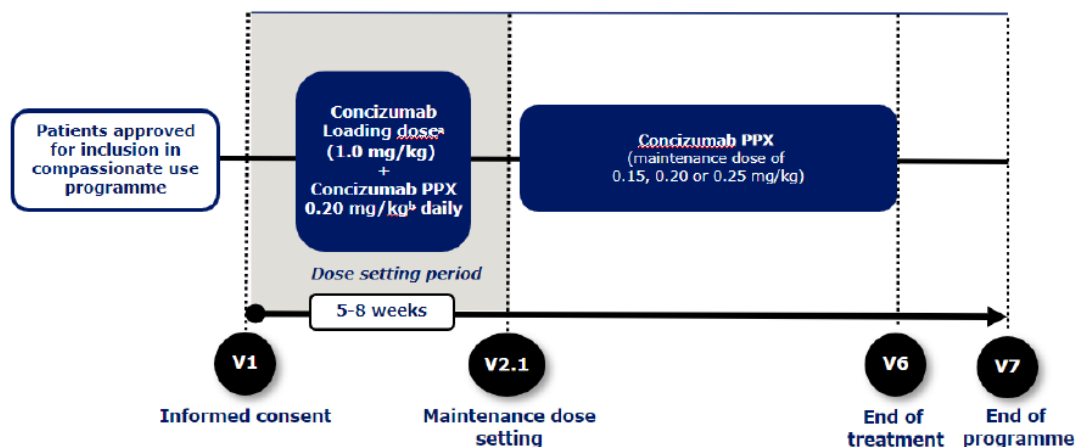 Patients approved
for inclusion in
compassionate use
programme
Concizumab
Loading doseᵃ
(1.0 mg/kg)
+
Concizumab PPX
0.20 mg/kgᵇ daily
Concizumab PPX
(maintenance dose of
0.15, 0.20 or 0.25 mg/kg)
Dose setting period
5-8 weeks
V1
V2.1
V6
V7
Informed consent
Maintenance dose
setting
End of
treatment
End of
programme